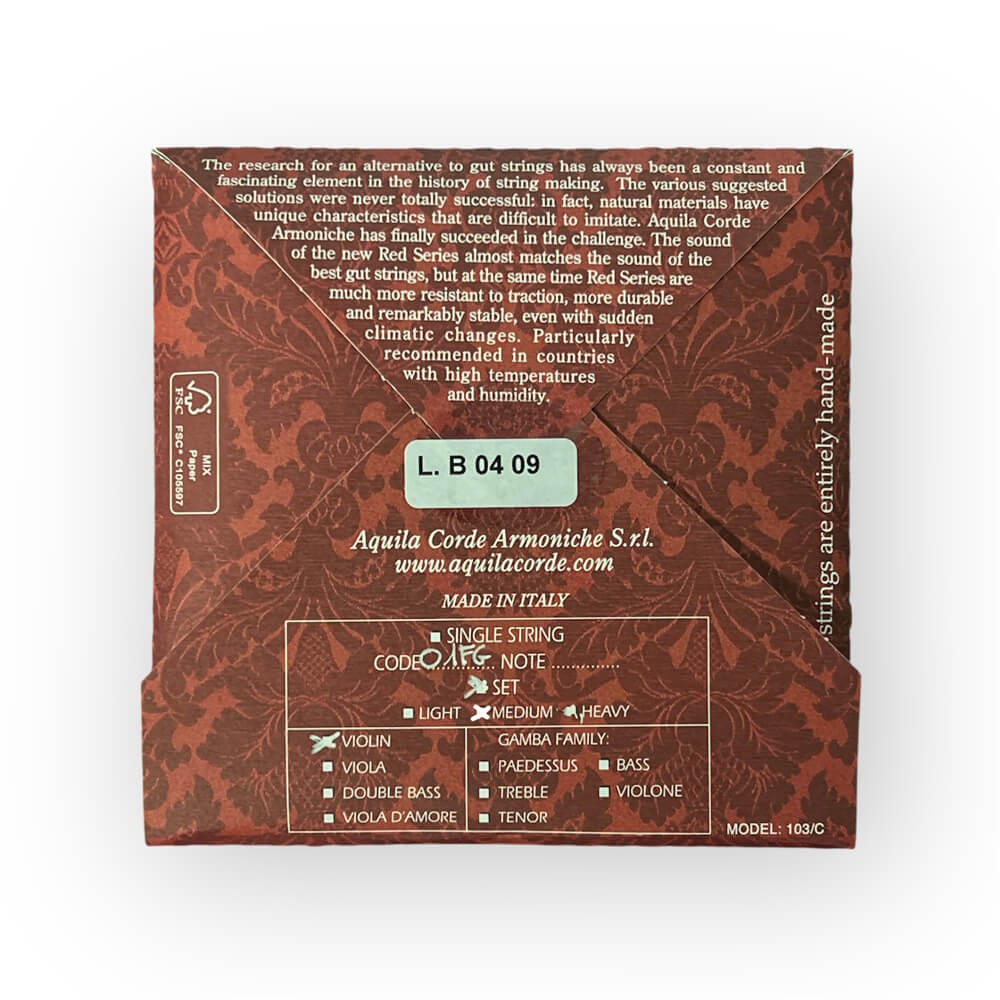 The research for an alternative to gut strings has always been a constant and
fascinating element in the history of string making. The various suggested
solutions were never totally successful: in fact, natural materials have
unique characteristics that are difficult to imitate. Aquila Corde
Armoniche has finally succeeded in the challenge. The sound
of the new Red Series almost matches the sound of the
best gut strings, but at the same time Red Series are
much more resistant to traction, more durable
and remarkably stable, even with sudden
climatic changes. Particularly
recommended in countries
with high temperatures
and humidity.
FSC
MIX
Paper
FSC® C105597
strings are entirely hand-made
L. B 04 09
Aquila Corde Armoniche S.r.l.
www.aquilacorde.com
MADE IN ITALY
SINGLE STRING
CODE 01FG NOTE ..............
SET
LIGHT MEDIUM HEAVY
VIOLIN
VIOLA
DOUBLE BASS
VIOLA D'AMORE
GAMBA FAMILY:
PAEDESSUS BASS
TREBLE VIOLONE
TENOR
MODEL: 103/C